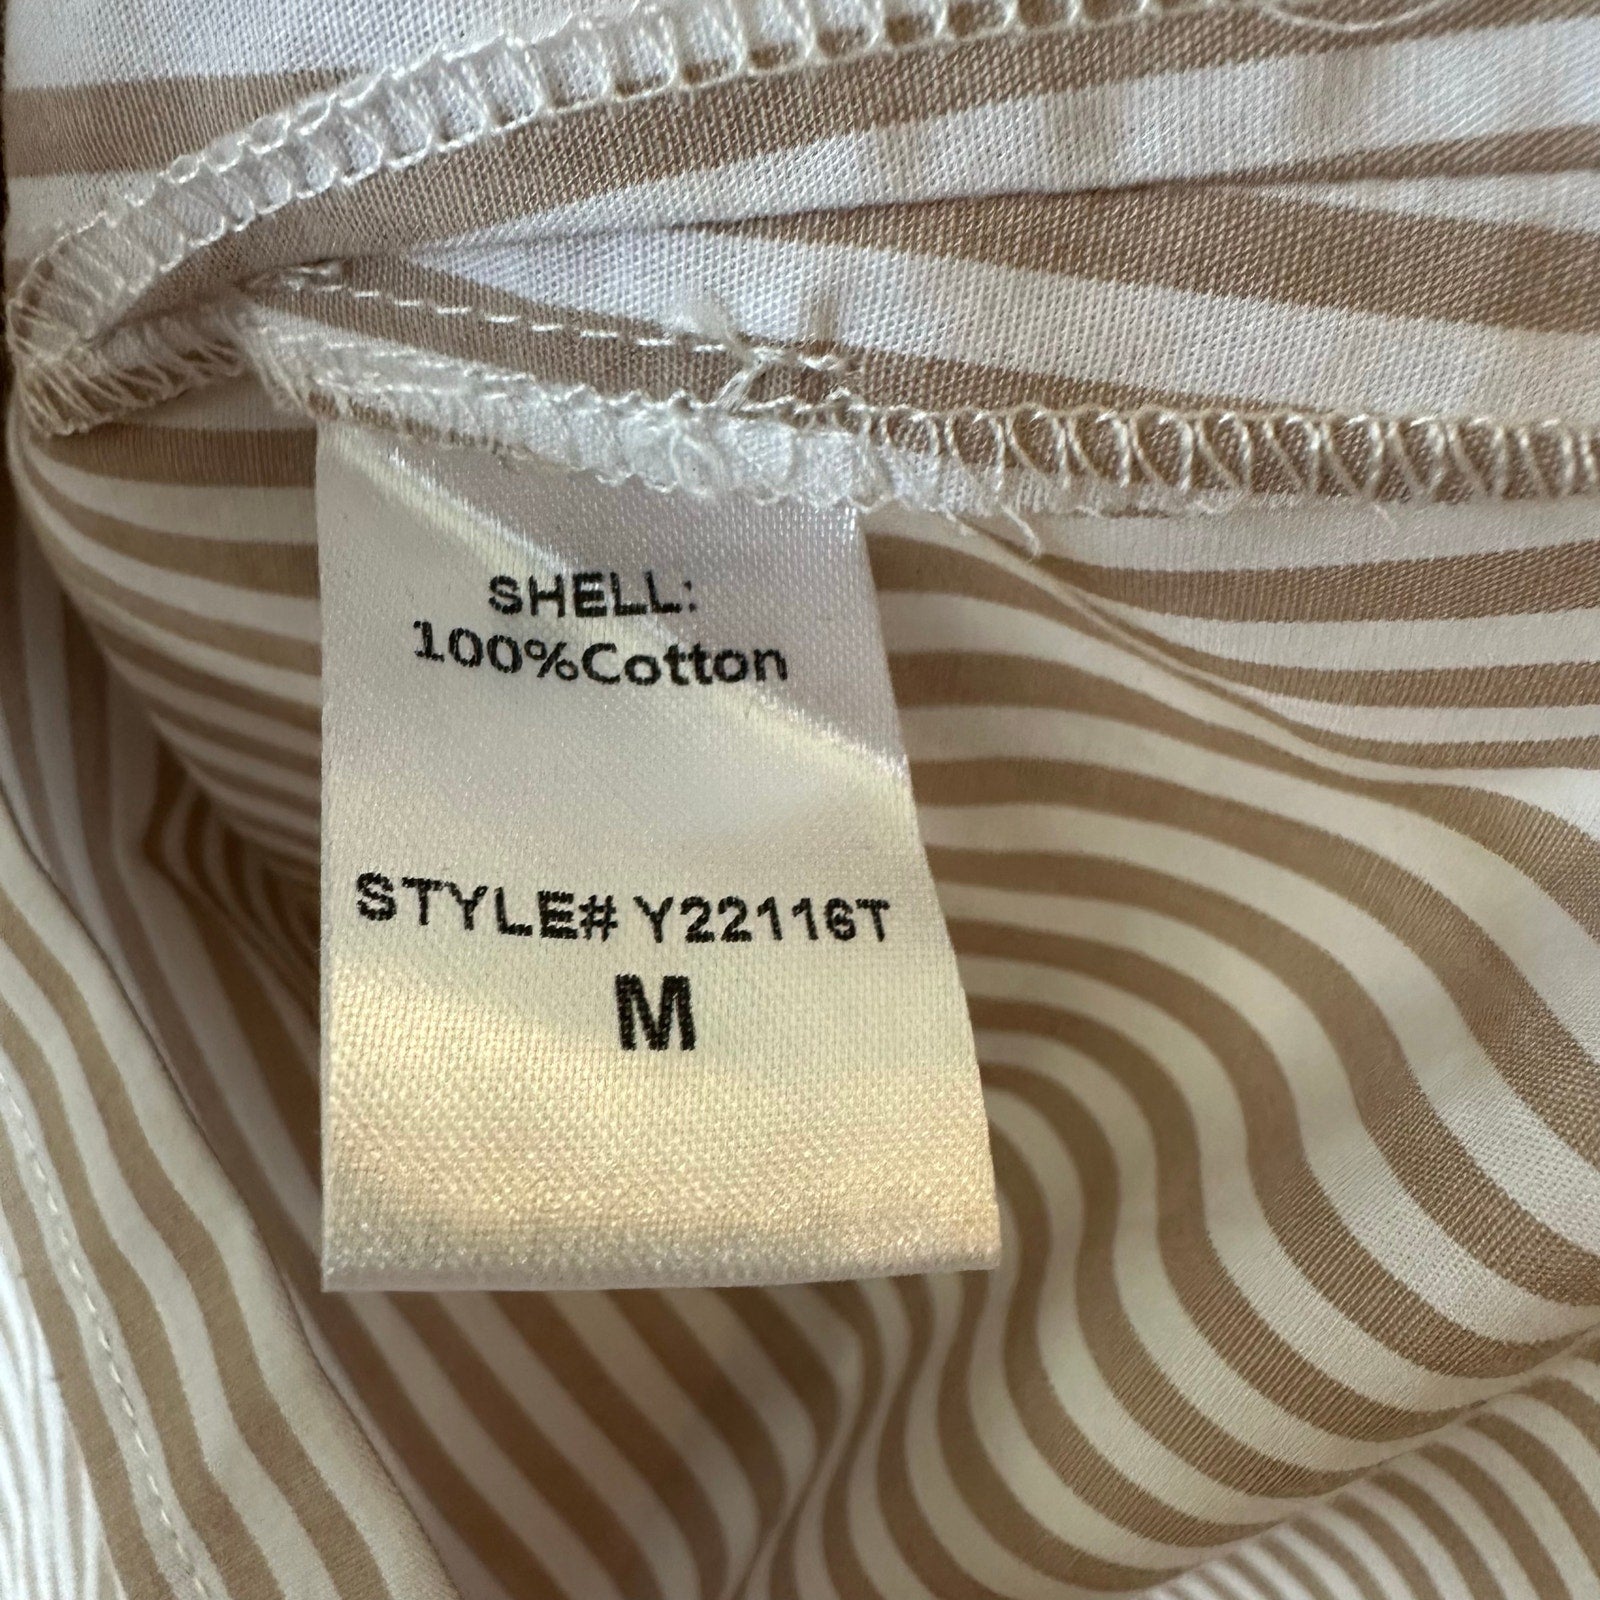 SHELL:
100%Cotton
STYLE# Y22116T
M